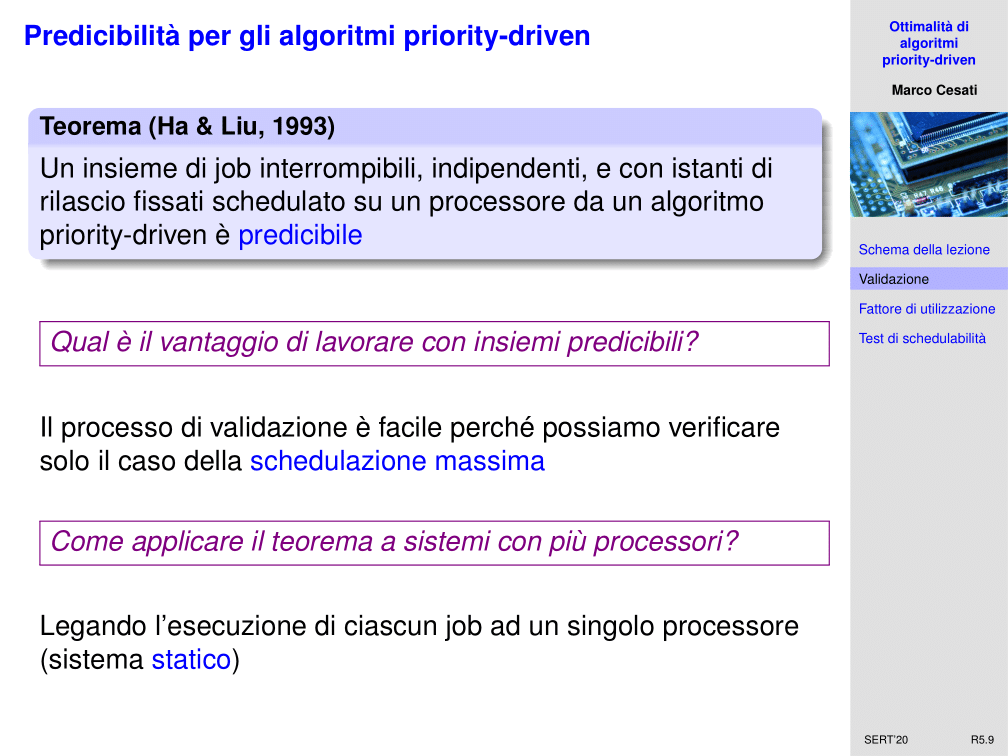 Predicibilità per gli algoritmi priority-driven
Teorema (Ha & Liu, 1993)
Un insieme di job interrompibili, indipendenti, e con istanti di
rilascio fissati schedulato su un processore da un algoritmo
priority-driven è predicibile
Qual è il vantaggio di lavorare con insiemi predicibili?
Il processo di validazione è facile perché possiamo verificare
solo il caso della schedulazione massima
Come applicare il teorema a sistemi con più processori?
Legando l'esecuzione di ciascun job ad un singolo processore
(sistema statico)
Ottimalità di
algoritmi
priority-driven
Marco Cesati
Schema della lezione
Validazione
Fattore di utilizzazione
Test di schedulabilità
SERT'20
R5.9